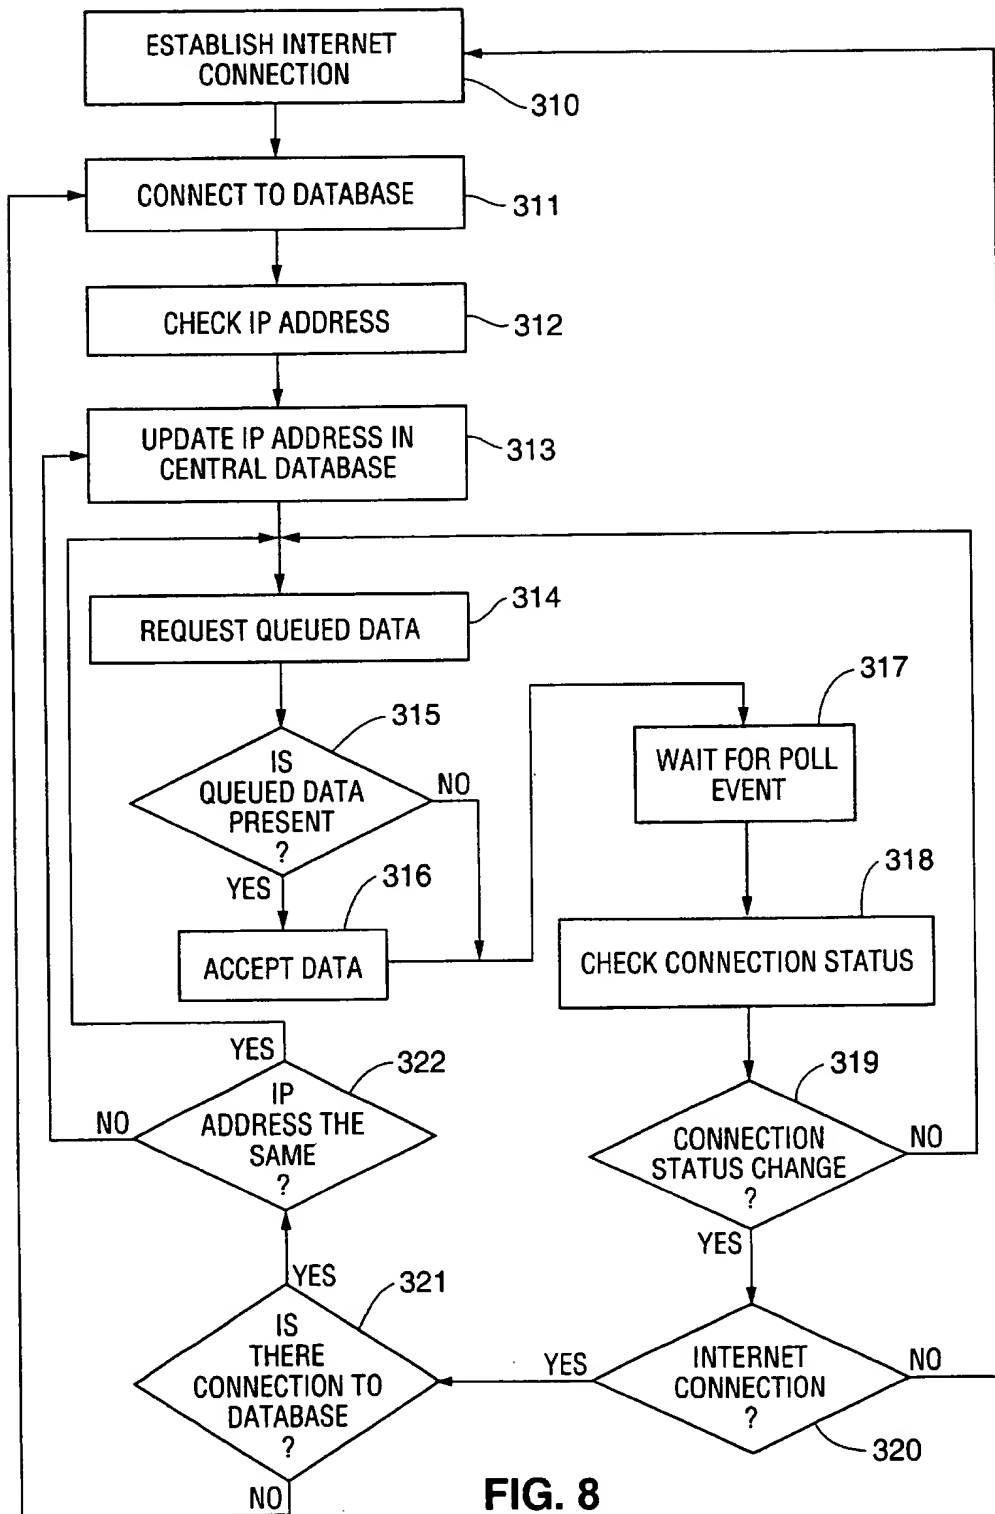 ESTABLISH INTERNET
CONNECTION
310
CONNECT TO DATABASE
311
CHECK IP ADDRESS
312
UPDATE IP ADDRESS IN
CENTRAL DATABASE
313
REQUEST QUEUED DATA
314
IS
QUEUED DATA
PRESENT
?
315
NO
YES
ACCEPT DATA
316
WAIT FOR POLL
EVENT
317
CHECK CONNECTION STATUS
318
CONNECTION
STATUS CHANGE
?
319
NO
YES
INTERNET
CONNECTION
?
320
NO
YES
IS
THERE
CONNECTION TO
DATABASE
?
321
YES
NO
IP
ADDRESS THE
SAME
?
322
YES
NO
FIG. 8